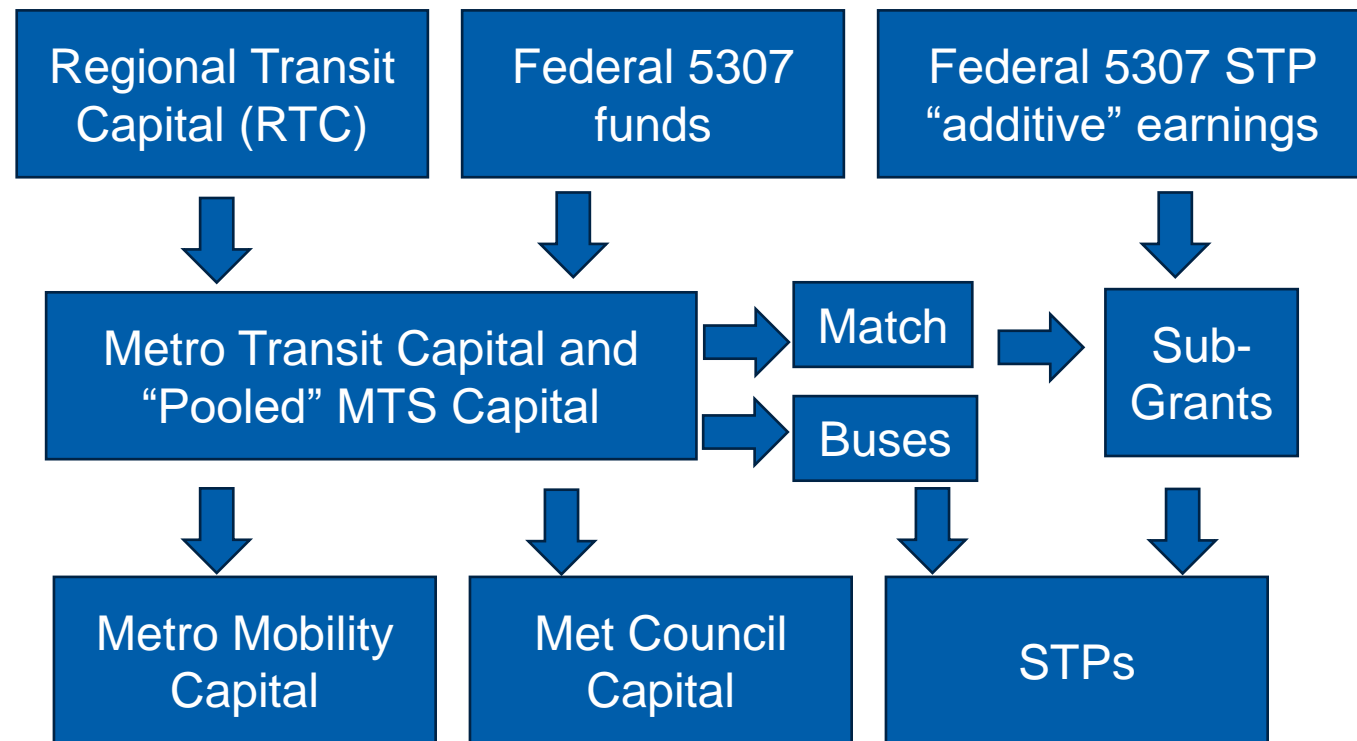 Regional Transit
Capital (RTC)
Federal 5307
funds
Federal 5307 STP
“additive” earnings
Metro Transit Capital and
“Pooled” MTS Capital
Match
Buses
Sub-
Grants
Metro Mobility
Capital
Met Council
Capital
STPs